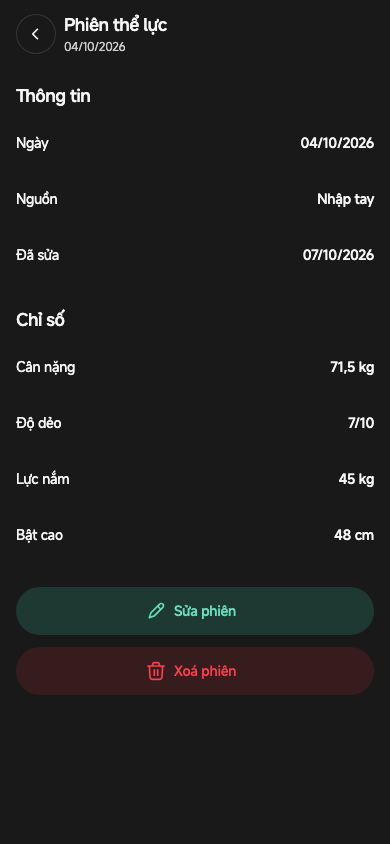 Phiên thể lực
04/10/2026
Thông tin
Ngày 04/10/2026
Nguồn Nhập tay
Đã sửa 07/10/2026
Chỉ số
Cân nặng 71,5 kg
Độ dẻo 7/10
Lực nắm 45 kg
Bật cao 48 cm
Sửa phiên
Xoá phiên